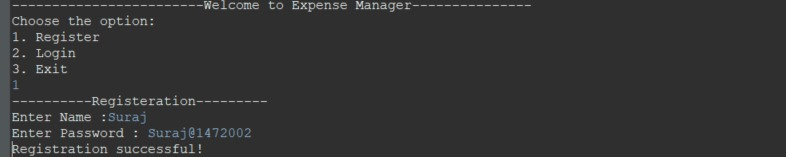 ------------------------Welcome to Expense Manager---------------
Choose the option:
1. Register
2. Login
3. Exit
1
----------Registeration---------
Enter Name :Suraj
Enter Password : Suraj@1472002
Registration successful!